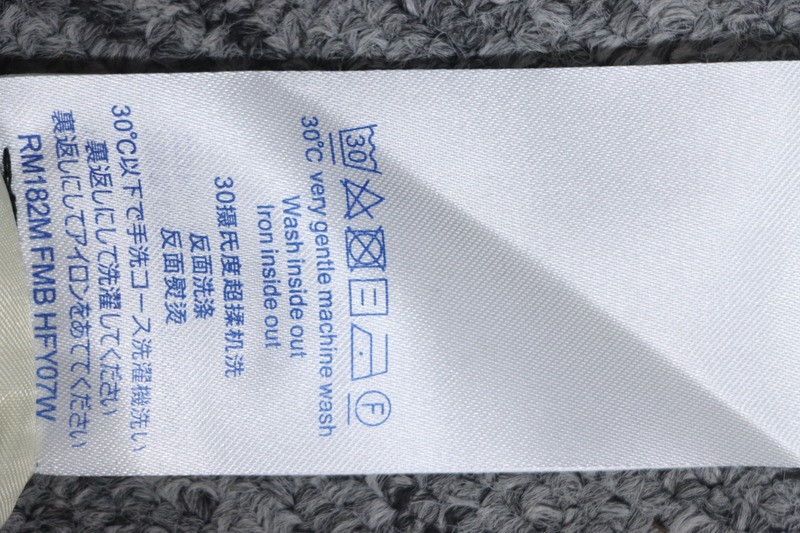 30
F
30°C very gentle machine wash
Wash inside out
Iron inside out
30摄氏度超揉机洗
反面洗涤
反面熨烫
30℃以下で手洗コース洗濯機洗い
裏返しにして洗濯してください
裏返しにしてアイロンをあててください
RM182M FMB HFY07W